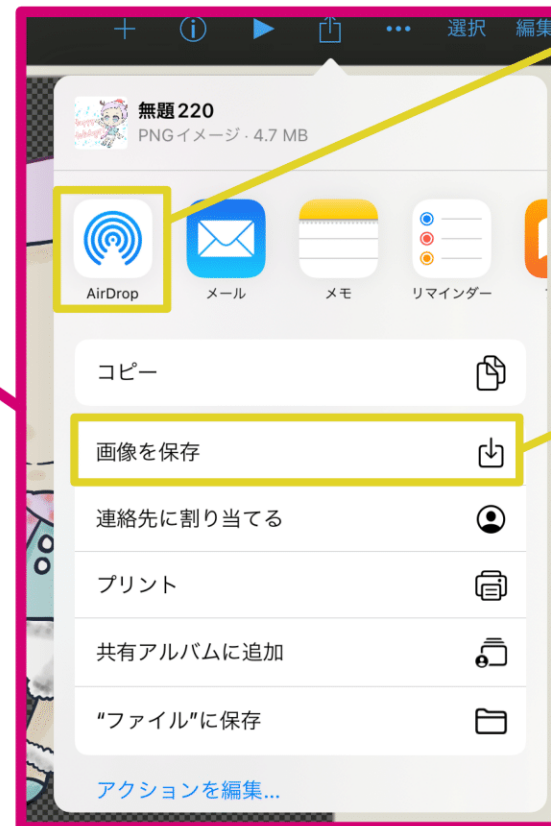 選択 編集
無題220
PNGイメージ · 4.7 MB
AirDrop メール メモ リマインダー
コピー
画像を保存
連絡先に割り当てる
プリント
共有アルバムに追加
“ファイル”に保存
アクションを編集...